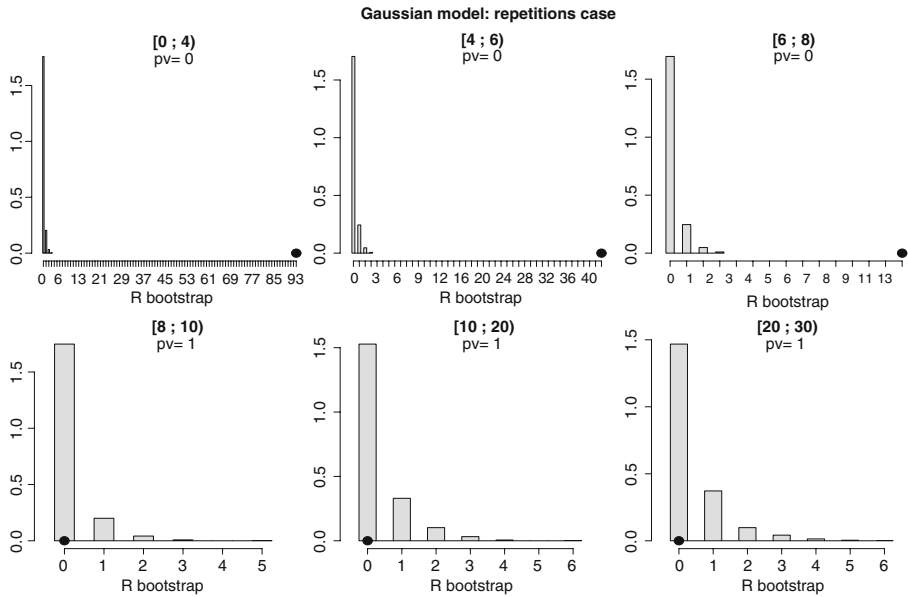 Gaussian model: repetitions case
[0 ; 4)
pv= 0
0.0 0.5 1.0 1.5
0 6 13 21 29 37 45 53 61 69 77 85 93
R bootstrap
[4 ; 6)
pv= 0
0.0 0.5 1.0 1.5
0 3 6 9 12 16 20 24 28 32 36 40
R bootstrap
[6 ; 8)
pv= 0
0.0 0.5 1.0 1.5
0 1 2 3 4 5 6 7 8 9 11 13
R bootstrap
[8 ; 10)
pv= 1
0.0 0.5 1.0 1.5
0 1 2 3 4 5
R bootstrap
[10 ; 20)
pv= 1
0.0 0.5 1.0 1.5
0 1 2 3 4 5 6
R bootstrap
[20 ; 30)
pv= 1
0.0 0.5 1.0 1.5
0 1 2 3 4 5 6
R bootstrap